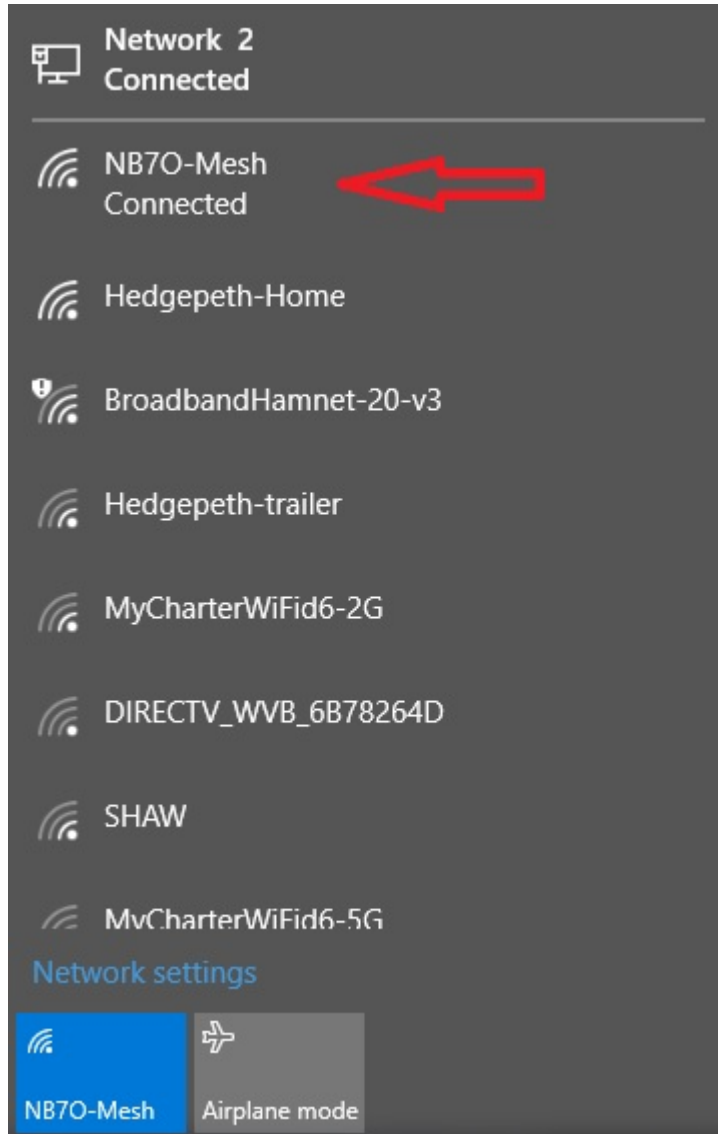 Network 2
Connected
NB7O-Mesh
Connected
Hedgepeth-Home
BroadbandHamnet-20-v3
Hedgepeth-trailer
MyCharterWiFid6-2G
DIRECTV_WVB_6B78264D
SHAW
MyCharterWiFid6-5G
Network settings
NB7O-Mesh
Airplane mode